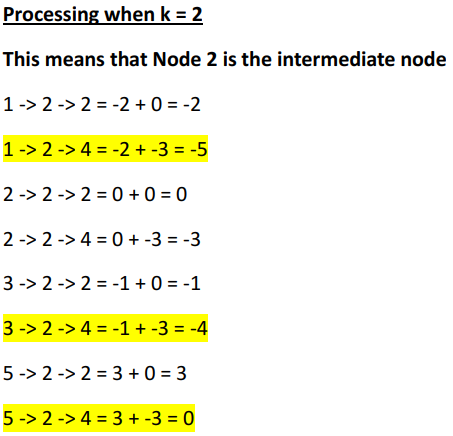 Processing when k = 2
This means that Node 2 is the intermediate node
1 -> 2 -> 2 = -2 + 0 = -2
1 -> 2 -> 4 = -2 + -3 = -5
2 -> 2 -> 2 = 0 + 0 = 0
2 -> 2 -> 4 = 0 + -3 = -3
3 -> 2 -> 2 = -1 + 0 = -1
3 -> 2 -> 4 = -1 + -3 = -4
5 -> 2 -> 2 = 3 + 0 = 3
5 -> 2 -> 4 = 3 + -3 = 0